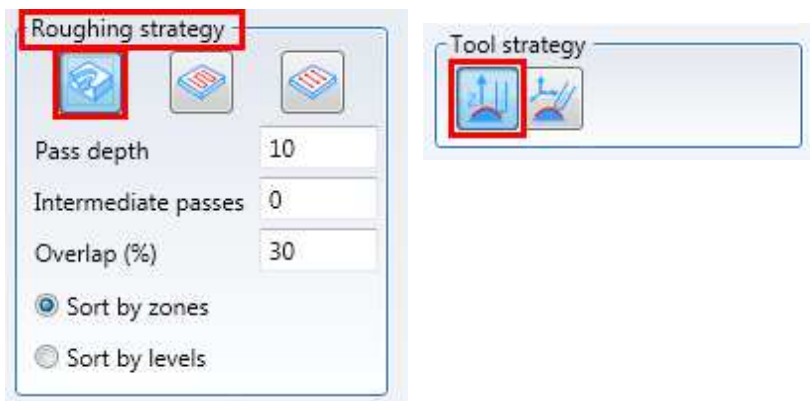 Roughing strategy
Pass depth 10
Intermediate passes 0
Overlap (%) 30
Sort by zones
Sort by levels
Tool strategy
Z